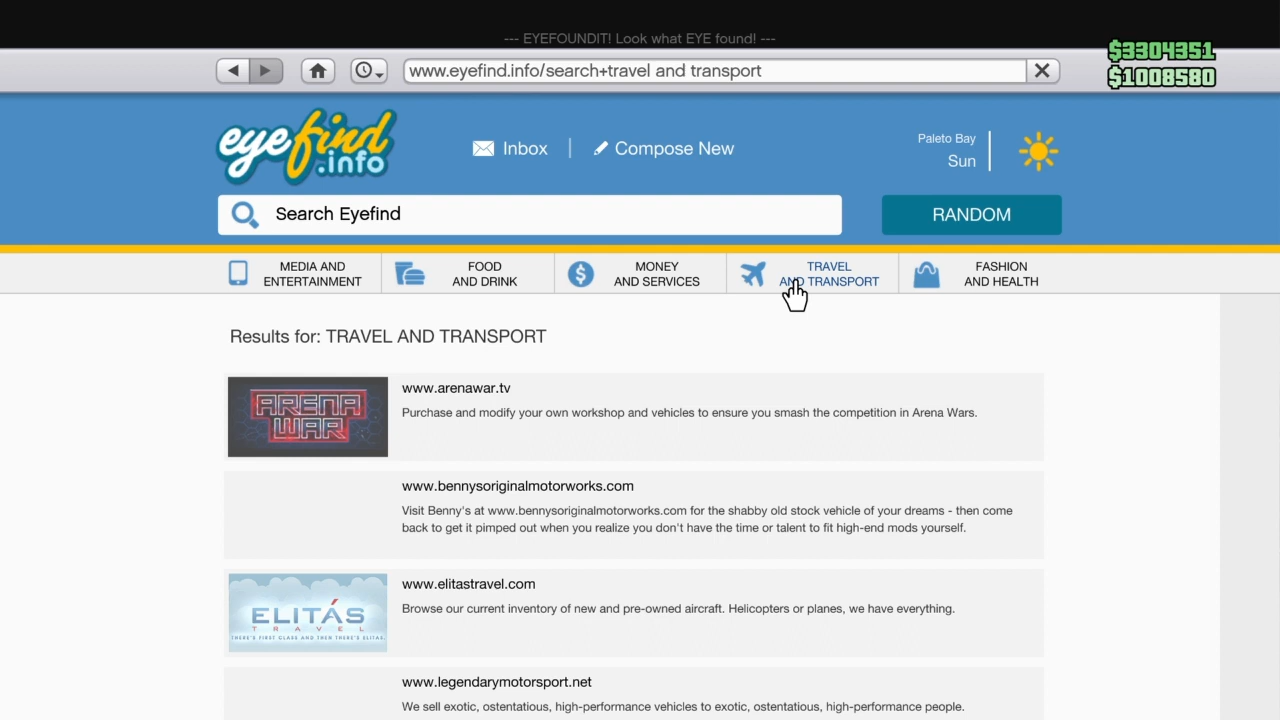 --- EYEFOUNDIT! Look what EYE found! ---
$3304351
$1008580
www.eyefind.info/search+travel and transport
eyefind
.info
Inbox
Compose New
Paleto Bay
Sun
Search Eyefind
RANDOM
MEDIA AND
ENTERTAINMENT
FOOD
AND DRINK
MONEY
AND SERVICES
TRAVEL
AND TRANSPORT
FASHION
AND HEALTH
Results for: TRAVEL AND TRANSPORT
ARENA
WAR
www.arenawar.tv
Purchase and modify your own workshop and vehicles to ensure you smash the competition in Arena Wars.
www.bennysoriginalmotorworks.com
Visit Benny's at www.bennysoriginalmotorworks.com for the shabby old stock vehicle of your dreams - then come
back to get it pimped out when you realize you don't have the time or talent to fit high-end mods yourself.
ELITÁS
TRAVEL
THERE'S FIRST CLASS AND THEN THERE'S ELITAS
www.elitastravel.com
Browse our current inventory of new and pre-owned aircraft. Helicopters or planes, we have everything.
www.legendarymotorsport.net
We sell exotic, ostentatious, high-performance vehicles to exotic, ostentatious, high-performance people.